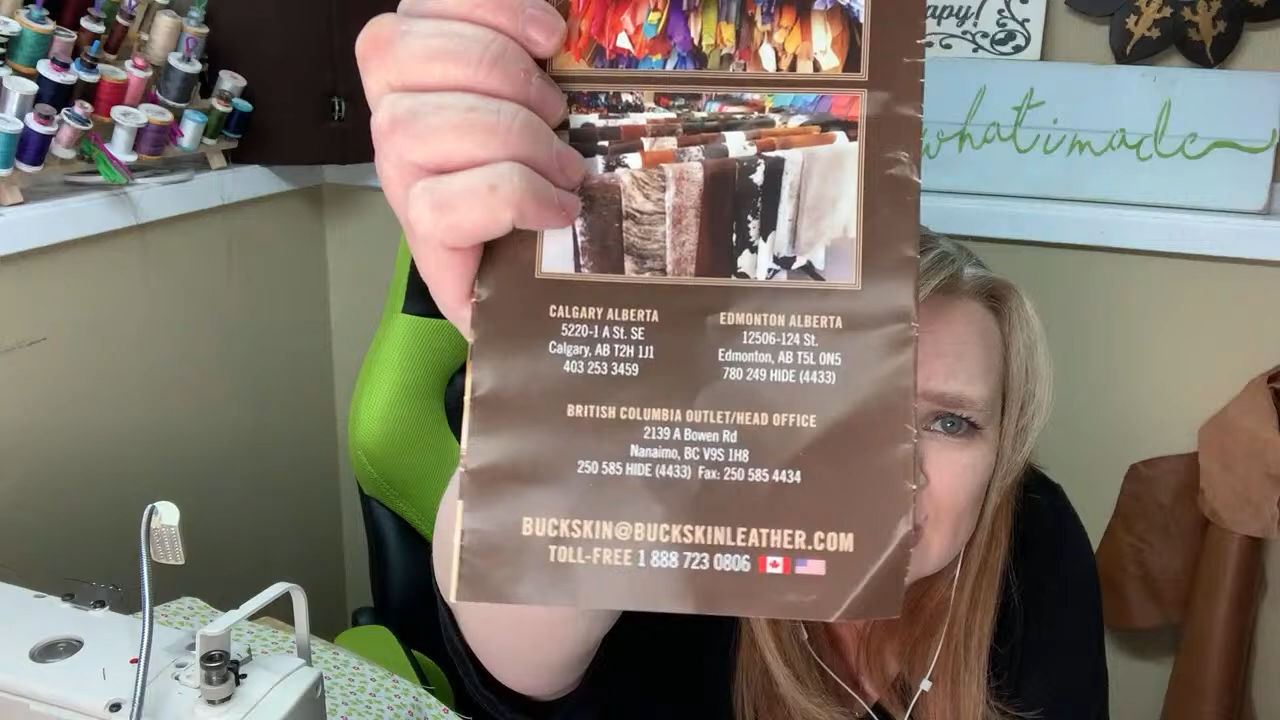 apy!
whatimade
CALGARY ALBERTA
5220-1 A St. SE
Calgary, AB T2H 1J1
403 253 3459
EDMONTON ALBERTA
12506-124 St.
Edmonton, AB T5L 0N5
780 249 HIDE (4433)
BRITISH COLUMBIA OUTLET/HEAD OFFICE
2139 A Bowen Rd
Nanaimo, BC V9S 1H8
250 585 HIDE (4433) Fax: 250 585 4434
BUCKSKIN@BUCKSKINLEATHER.COM
TOLL-FREE 1 888 723 0806